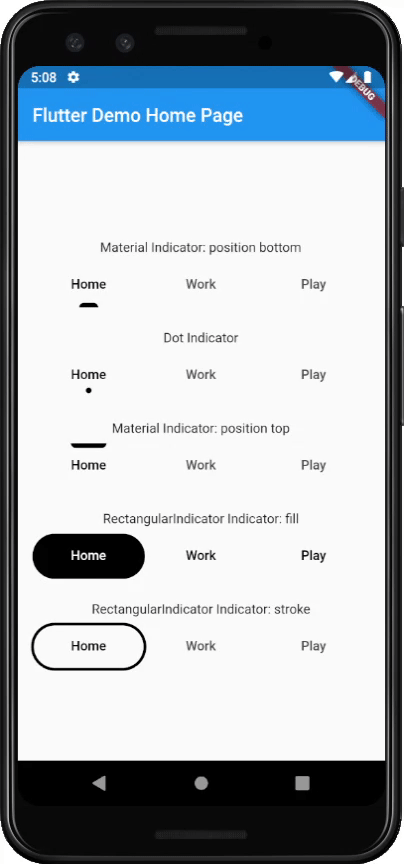 5:08
DEBUG
Flutter Demo Home Page
Material Indicator: position bottom
Home Work Play
Dot Indicator
Home Work Play
Material Indicator: position top
Home Work Play
RectangularIndicator Indicator: fill
Home Work Play
RectangularIndicator Indicator: stroke
Home Work Play